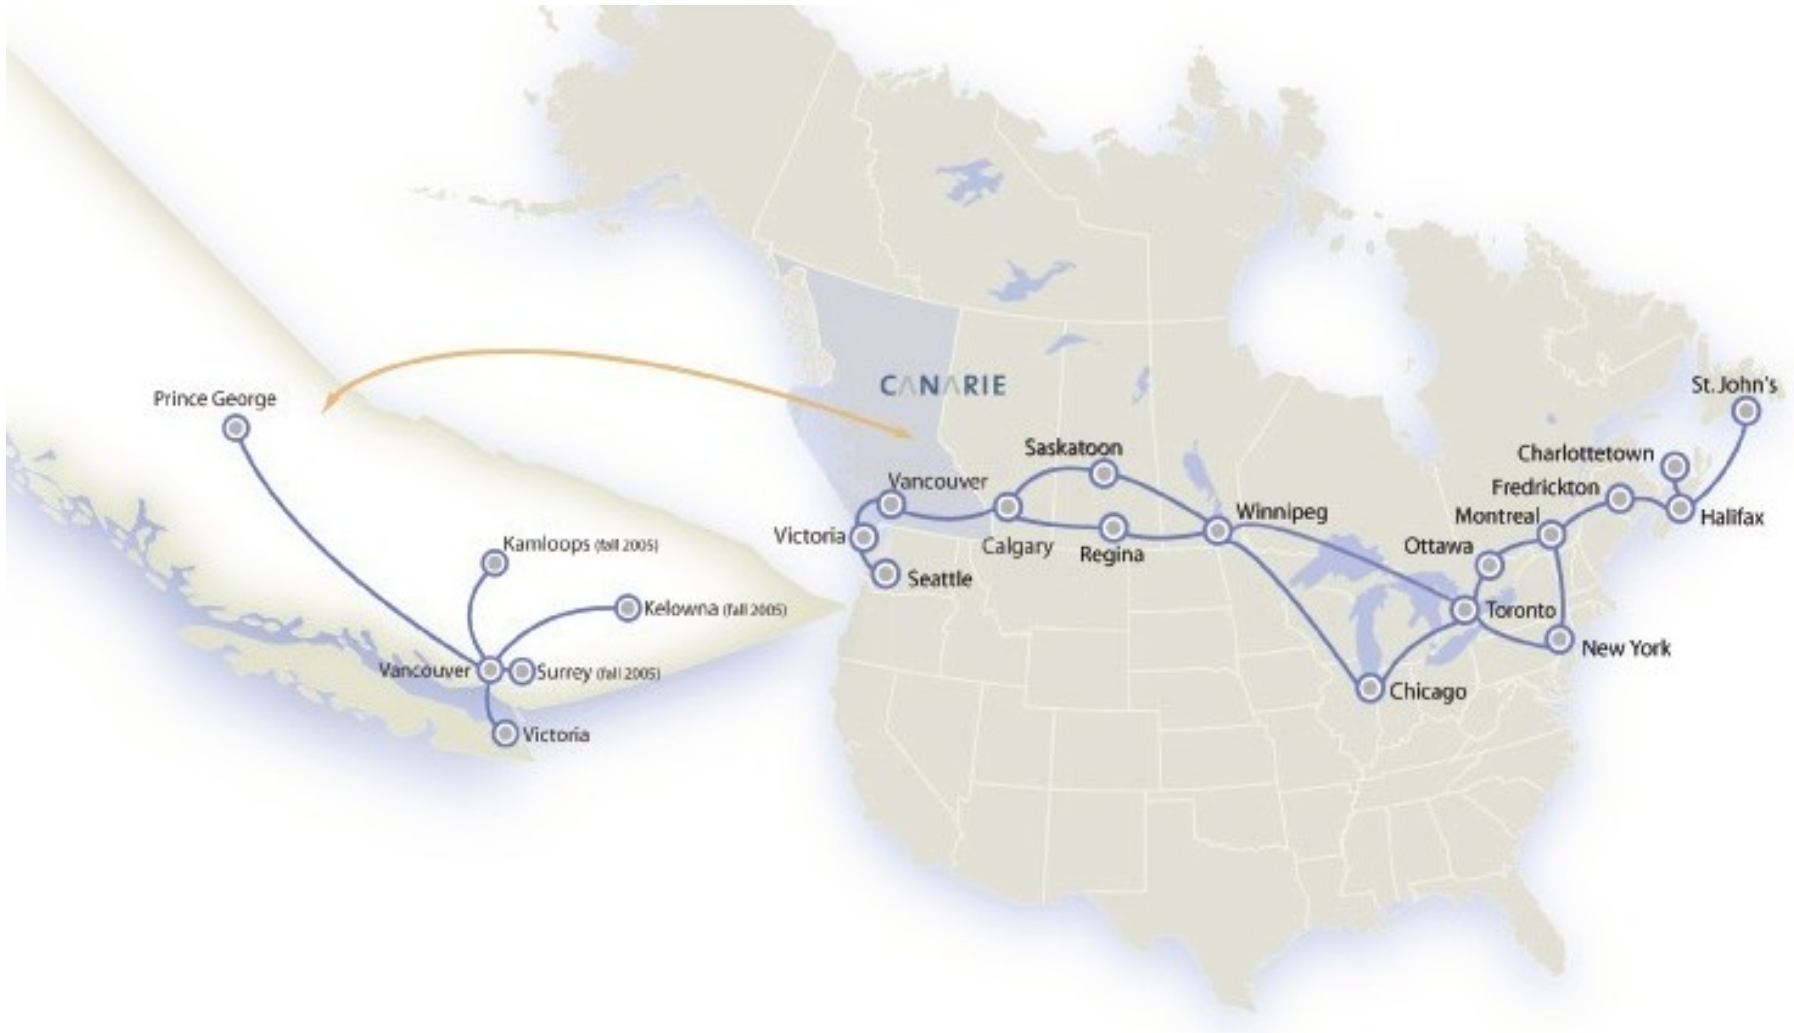 CANARIE
St. John's
Prince George
Saskatoon
Charlottetown
Vancouver
Fredrickton
Winnipeg
Montreal
Halifax
Victoria
Calgary
Regina
Ottawa
Kamloops (fall 2005)
Seattle
Kelowna (fall 2005)
Toronto
New York
Vancouver
Surrey (fall 2005)
Chicago
Victoria